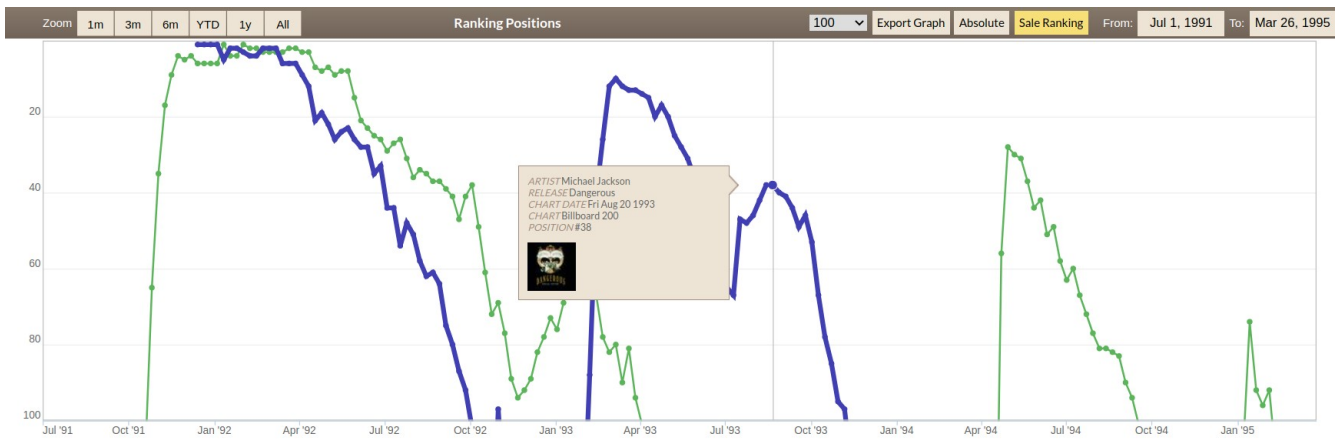 Zoom 1m 3m 6m YTD 1y All Ranking Positions 100 Export Graph Absolute Sale Ranking From: Jul 1, 1991 To: Mar 26, 1995
20
40
60
80
100
ARTIST Michael Jackson
RELEASE Dangerous
CHART DATE Fri Aug 20 1993
CHART Billboard 200
POSITION #38
DANGEROUS
Jul '91 Oct '91 Jan '92 Apr '92 Jul '92 Oct '92 Jan '93 Apr '93 Jul '93 Oct '93 Jan '94 Apr '94 Jul '94 Oct '94 Jan '95